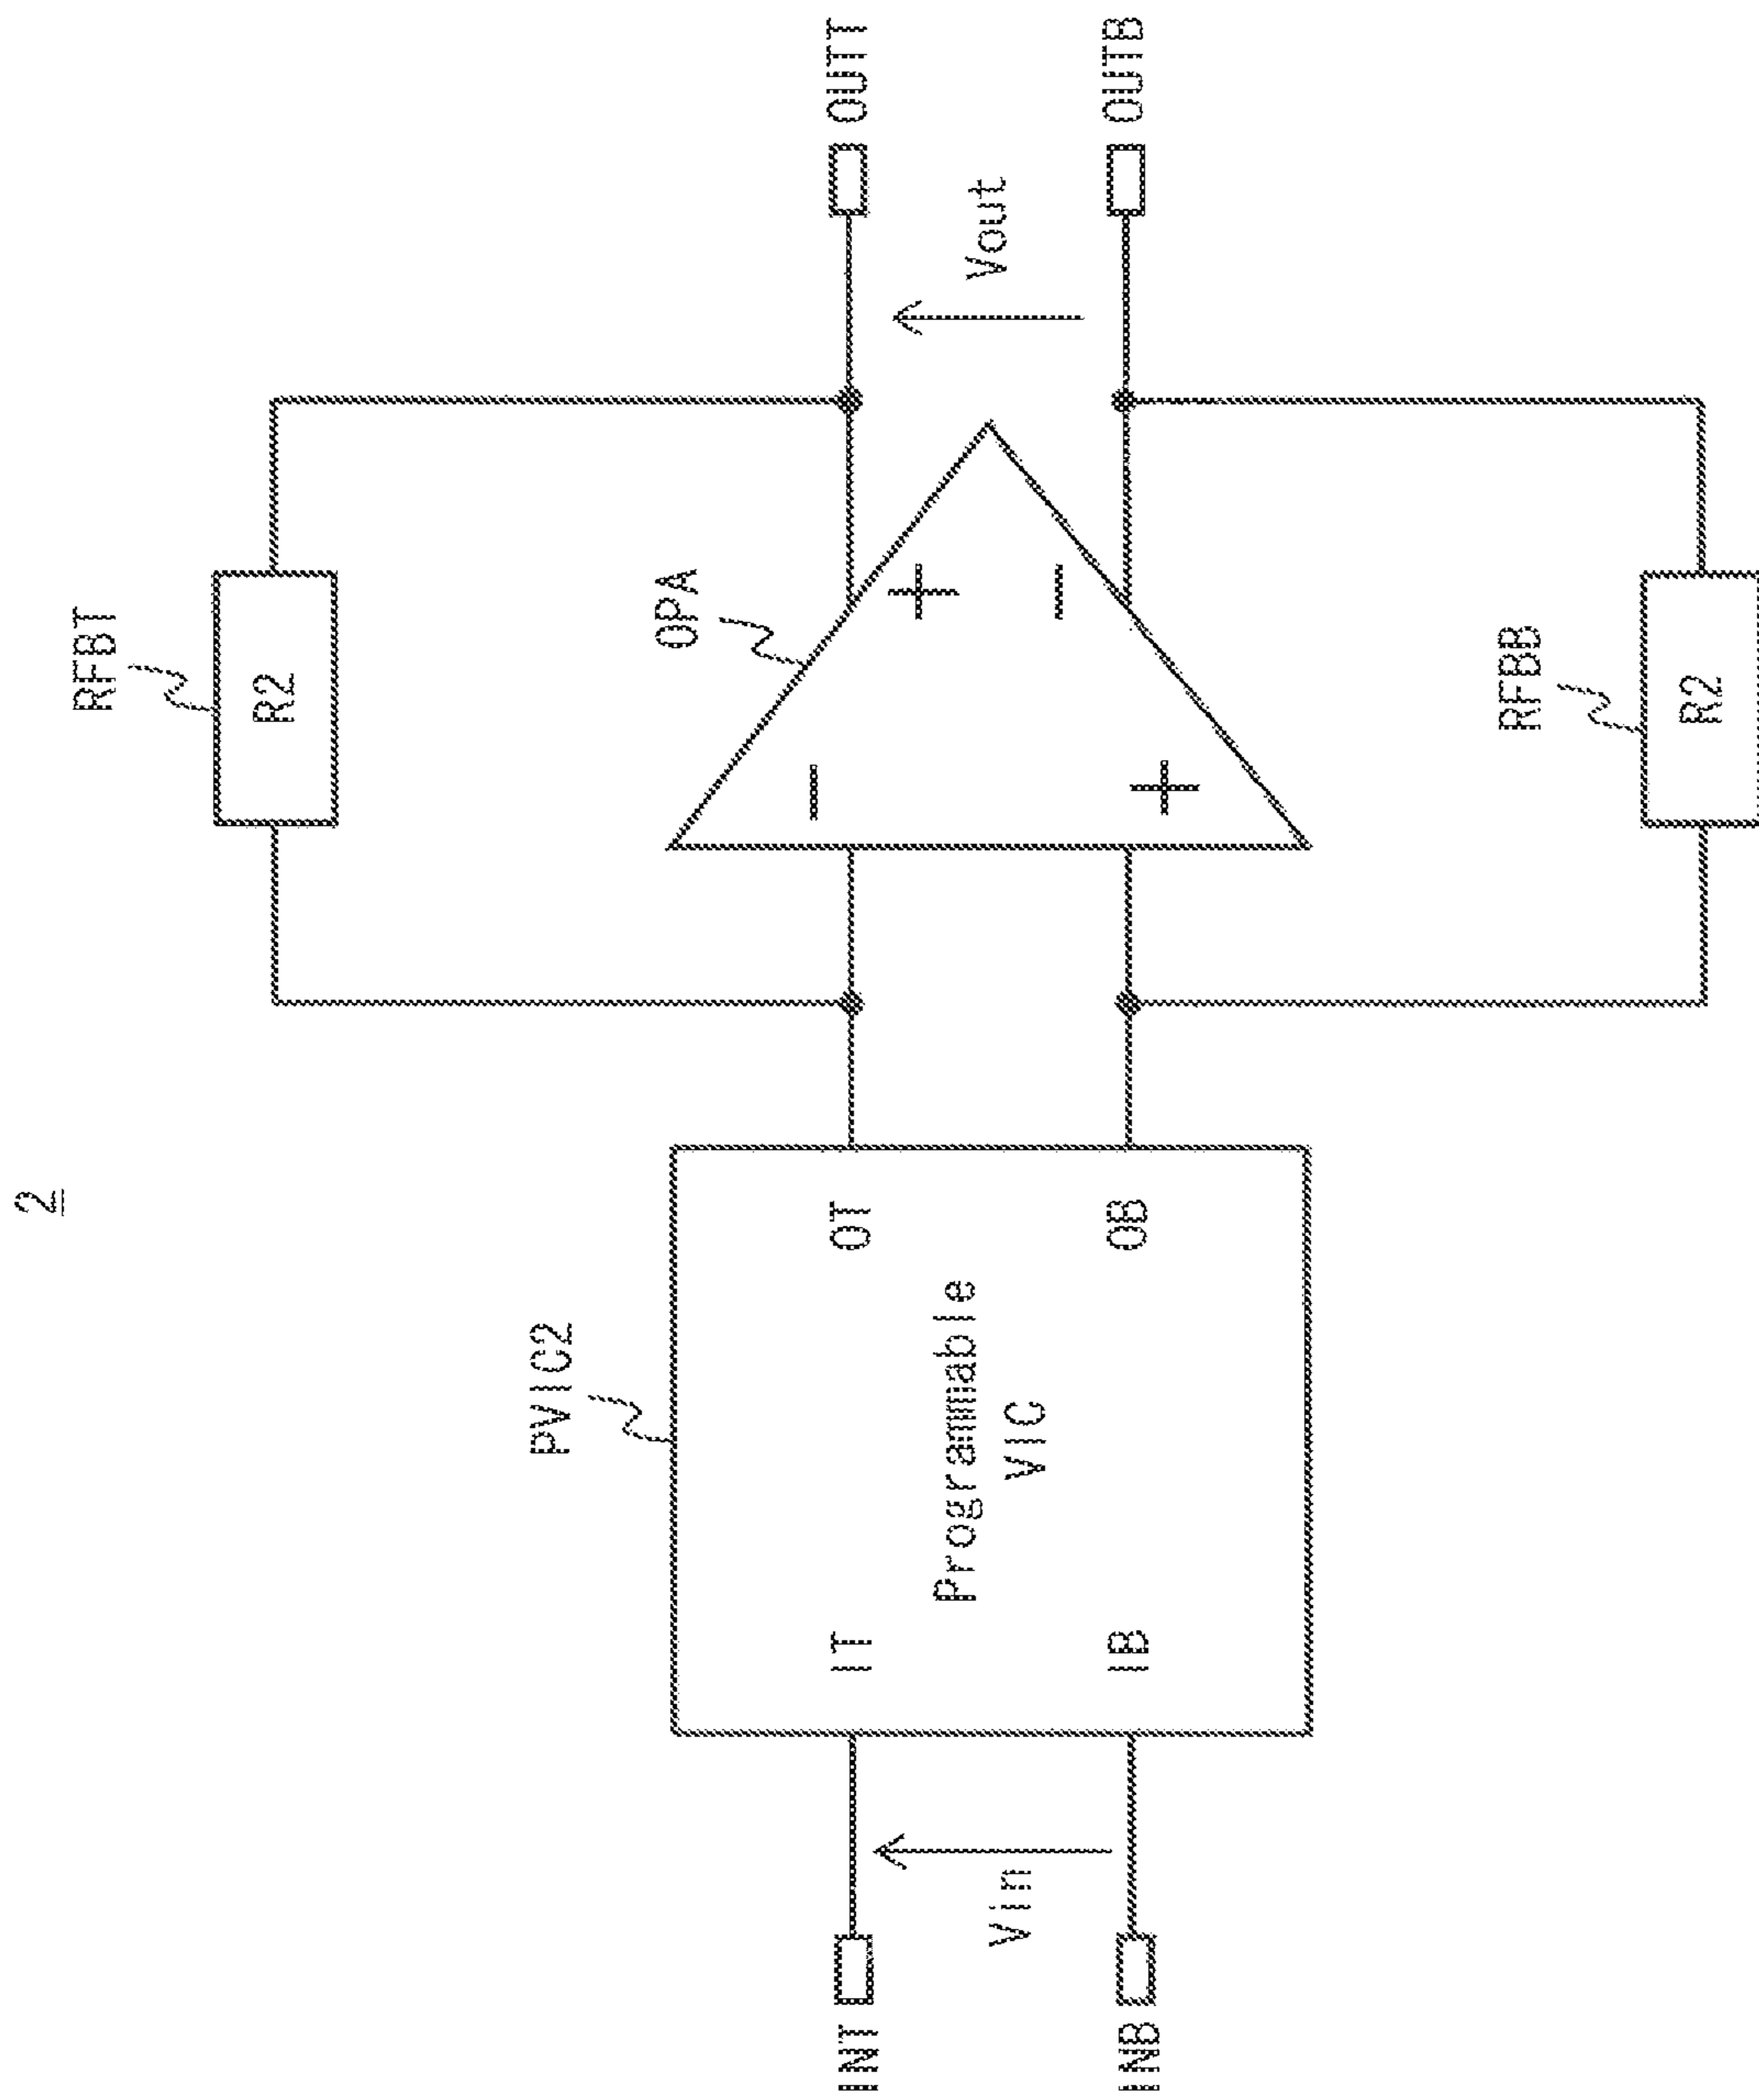 2
RFBT
R2
PVIC2
OPA
INT
IT
OT
−
+
OUTT
Vin
Programmable
VIC
Vout
INB
IB
OB
+
−
OUTB
RFBB
R2